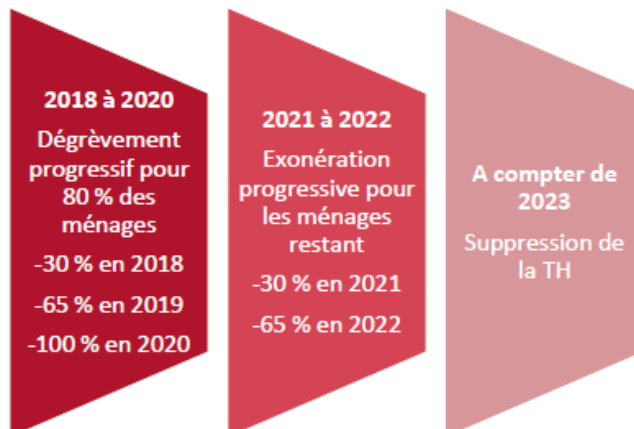 2018 à 2020
Dégrèvement
progressif pour
80 % des
ménages
-30 % en 2018
-65 % en 2019
-100 % en 2020
2021 à 2022
Exonération
progressive pour
les ménages
restant
-30 % en 2021
-65 % en 2022
A compter de
2023
Suppression de
la TH